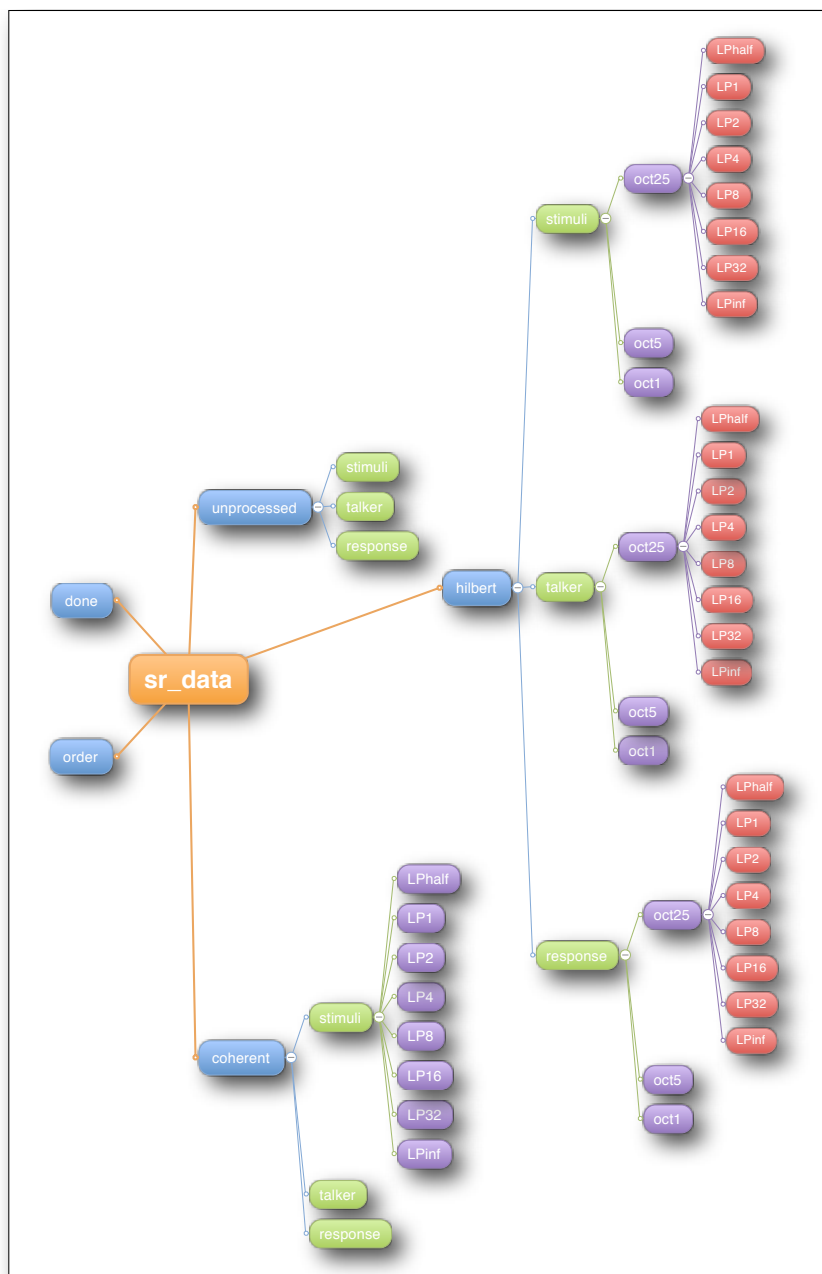 sr_data
done
order
unprocessed
stimuli
talker
response
hilbert
stimuli
oct25
LPhalf
LP1
LP2
LP4
LP8
LP16
LP32
LPinf
oct5
oct1
talker
oct25
LPhalf
LP1
LP2
LP4
LP8
LP16
LP32
LPinf
oct5
oct1
response
oct25
LPhalf
LP1
LP2
LP4
LP8
LP16
LP32
LPinf
oct5
oct1
coherent
stimuli
LPhalf
LP1
LP2
LP4
LP8
LP16
LP32
LPinf
talker
response